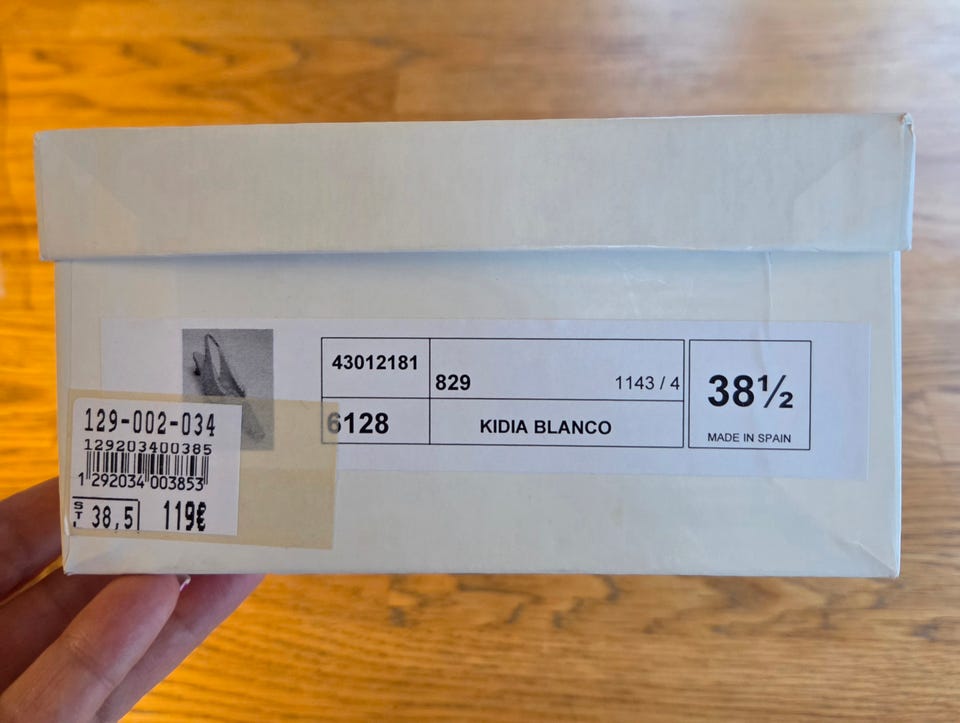 43012181
829
1143 / 4
6128
KIDIA BLANCO
38½
MADE IN SPAIN
129-002-034
129203400385
1 292034 003853
ST. 38,5
119€